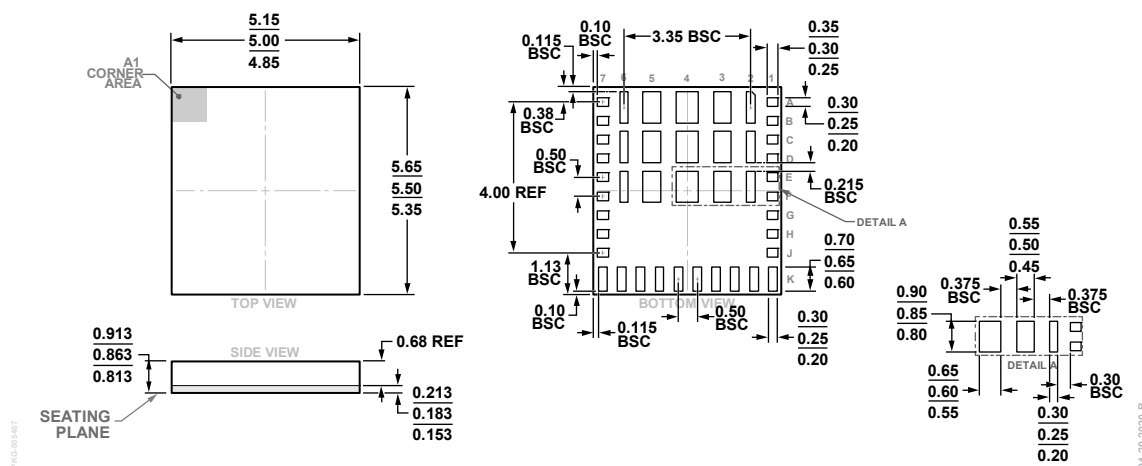 5.15
5.00
4.85
A1
CORNER
AREA
5.65
5.50
5.35
TOP VIEW
0.10
BSC
0.115
BSC
3.35 BSC
0.35
0.30
0.25
7 6 5 4 3 2 1
A
B
C
D
E
F
G
H
J
K
0.38
BSC
0.30
0.25
0.20
0.50
BSC
4.00 REF
0.215
BSC
DETAIL A
1.13
BSC
0.70
0.65
0.60
BOTTOM VIEW
0.10
BSC
0.115
BSC
0.50
BSC
0.30
0.25
0.20
0.913
0.863
0.813
SIDE VIEW
0.68 REF
SEATING
PLANE
0.213
0.183
0.153
0.55
0.50
0.45
0.375
BSC
0.375
BSC
0.90
0.85
0.80
DETAIL A
0.65
0.60
0.55
0.30
BSC
0.30
0.25
0.20
PKG-005467